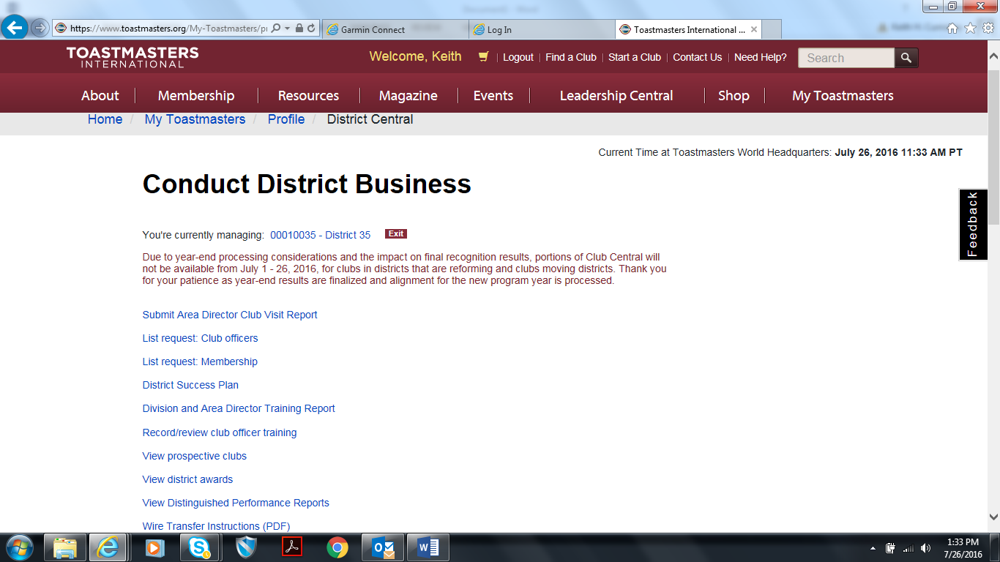 https://www.toastmasters.org/My-Toastmasters/pr
Garmin Connect
Log In
Toastmasters International ...
TOASTMASTERS
INTERNATIONAL
Welcome, Keith
Logout
Find a Club
Start a Club
Contact Us
Need Help?
Search
About
Membership
Resources
Magazine
Events
Leadership Central
Shop
My Toastmasters
Home / My Toastmasters / Profile / District Central
Current Time at Toastmasters World Headquarters: July 26, 2016 11:33 AM PT
Conduct District Business
Feedback
You're currently managing: 00010035 - District 35 Exit
Due to year-end processing considerations and the impact on final recognition results, portions of Club Central will
not be available from July 1 - 26, 2016, for clubs in districts that are reforming and clubs moving districts. Thank you
for your patience as year-end results are finalized and alignment for the new program year is processed.
Submit Area Director Club Visit Report
List request: Club officers
List request: Membership
District Success Plan
Division and Area Director Training Report
Record/review club officer training
View prospective clubs
View district awards
View Distinguished Performance Reports
Wire Transfer Instructions (PDF)
1:33 PM
7/26/2016